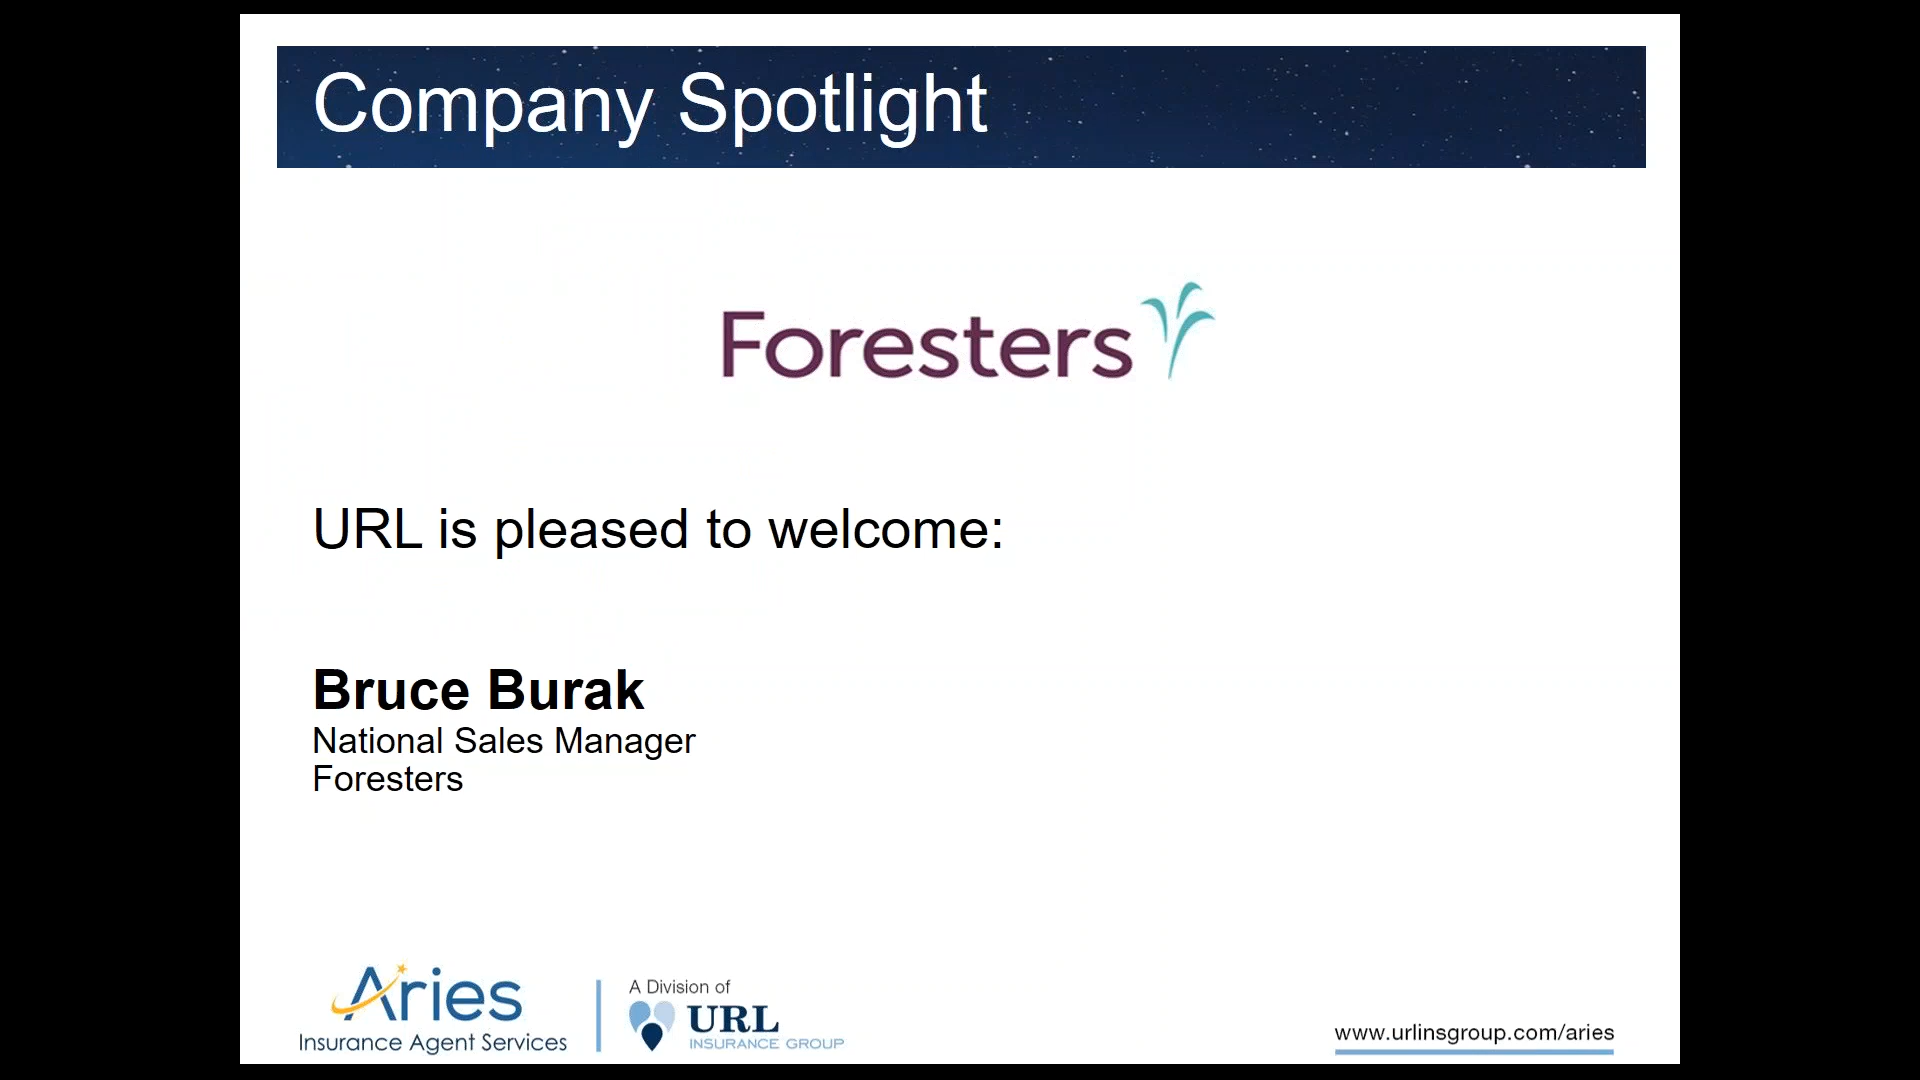 Company Spotlight
Foresters
URL is pleased to welcome:
Bruce Burak
National Sales Manager
Foresters
Aries
Insurance Agent Services
A Division of
URL
INSURANCE GROUP
www.urlinsgroup.com/aries